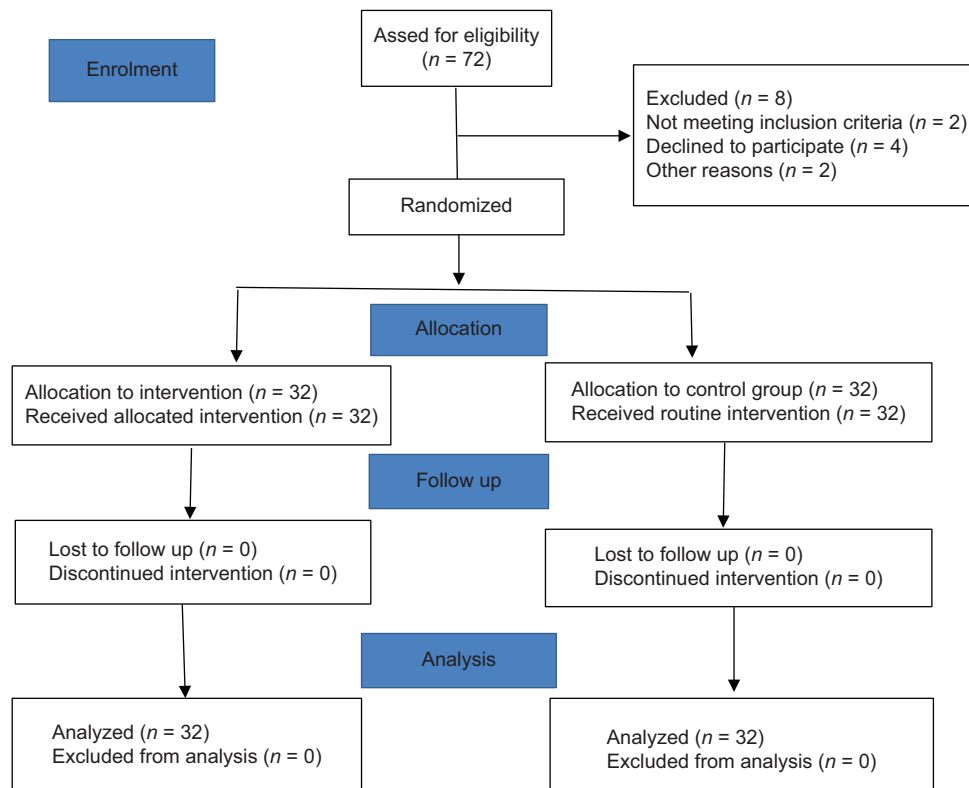 Assed for eligibility
(n = 72)
Enrolment
Excluded (n = 8)
Not meeting inclusion criteria (n = 2)
Declined to participate (n = 4)
Other reasons (n = 2)
Randomized
Allocation
Allocation to intervention (n = 32)
Received allocated intervention (n = 32)
Allocation to control group (n = 32)
Received routine intervention (n = 32)
Follow up
Lost to follow up (n = 0)
Discontinued intervention (n = 0)
Lost to follow up (n = 0)
Discontinued intervention (n = 0)
Analysis
Analyzed (n = 32)
Excluded from analysis (n = 0)
Analyzed (n = 32)
Excluded from analysis (n = 0)